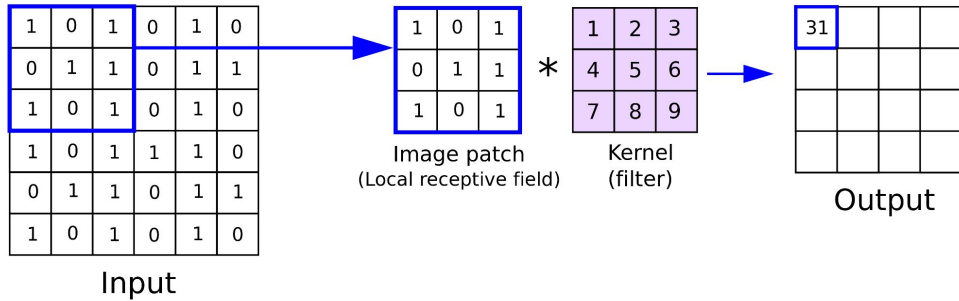 1 0 1 0 1 0
0 1 1 0 1 1
1 0 1 0 1 0
1 0 1 1 1 0
0 1 1 0 1 1
1 0 1 0 1 0
Input
1 0 1
0 1 1
1 0 1
Image patch
(Local receptive field)
*
1 2 3
4 5 6
7 8 9
Kernel
(filter)
31
Output